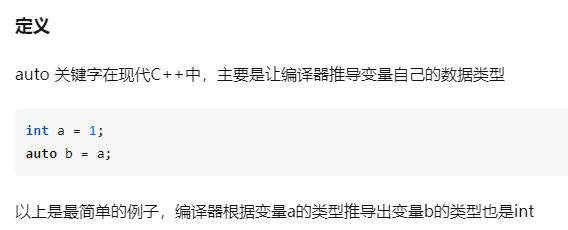 定义
auto 关键字在现代C++中，主要是让编译器推导变量自己的数据类型
int a = 1;
auto b = a;
以上是最简单的例子，编译器根据变量a的类型推导出变量b的类型也是int